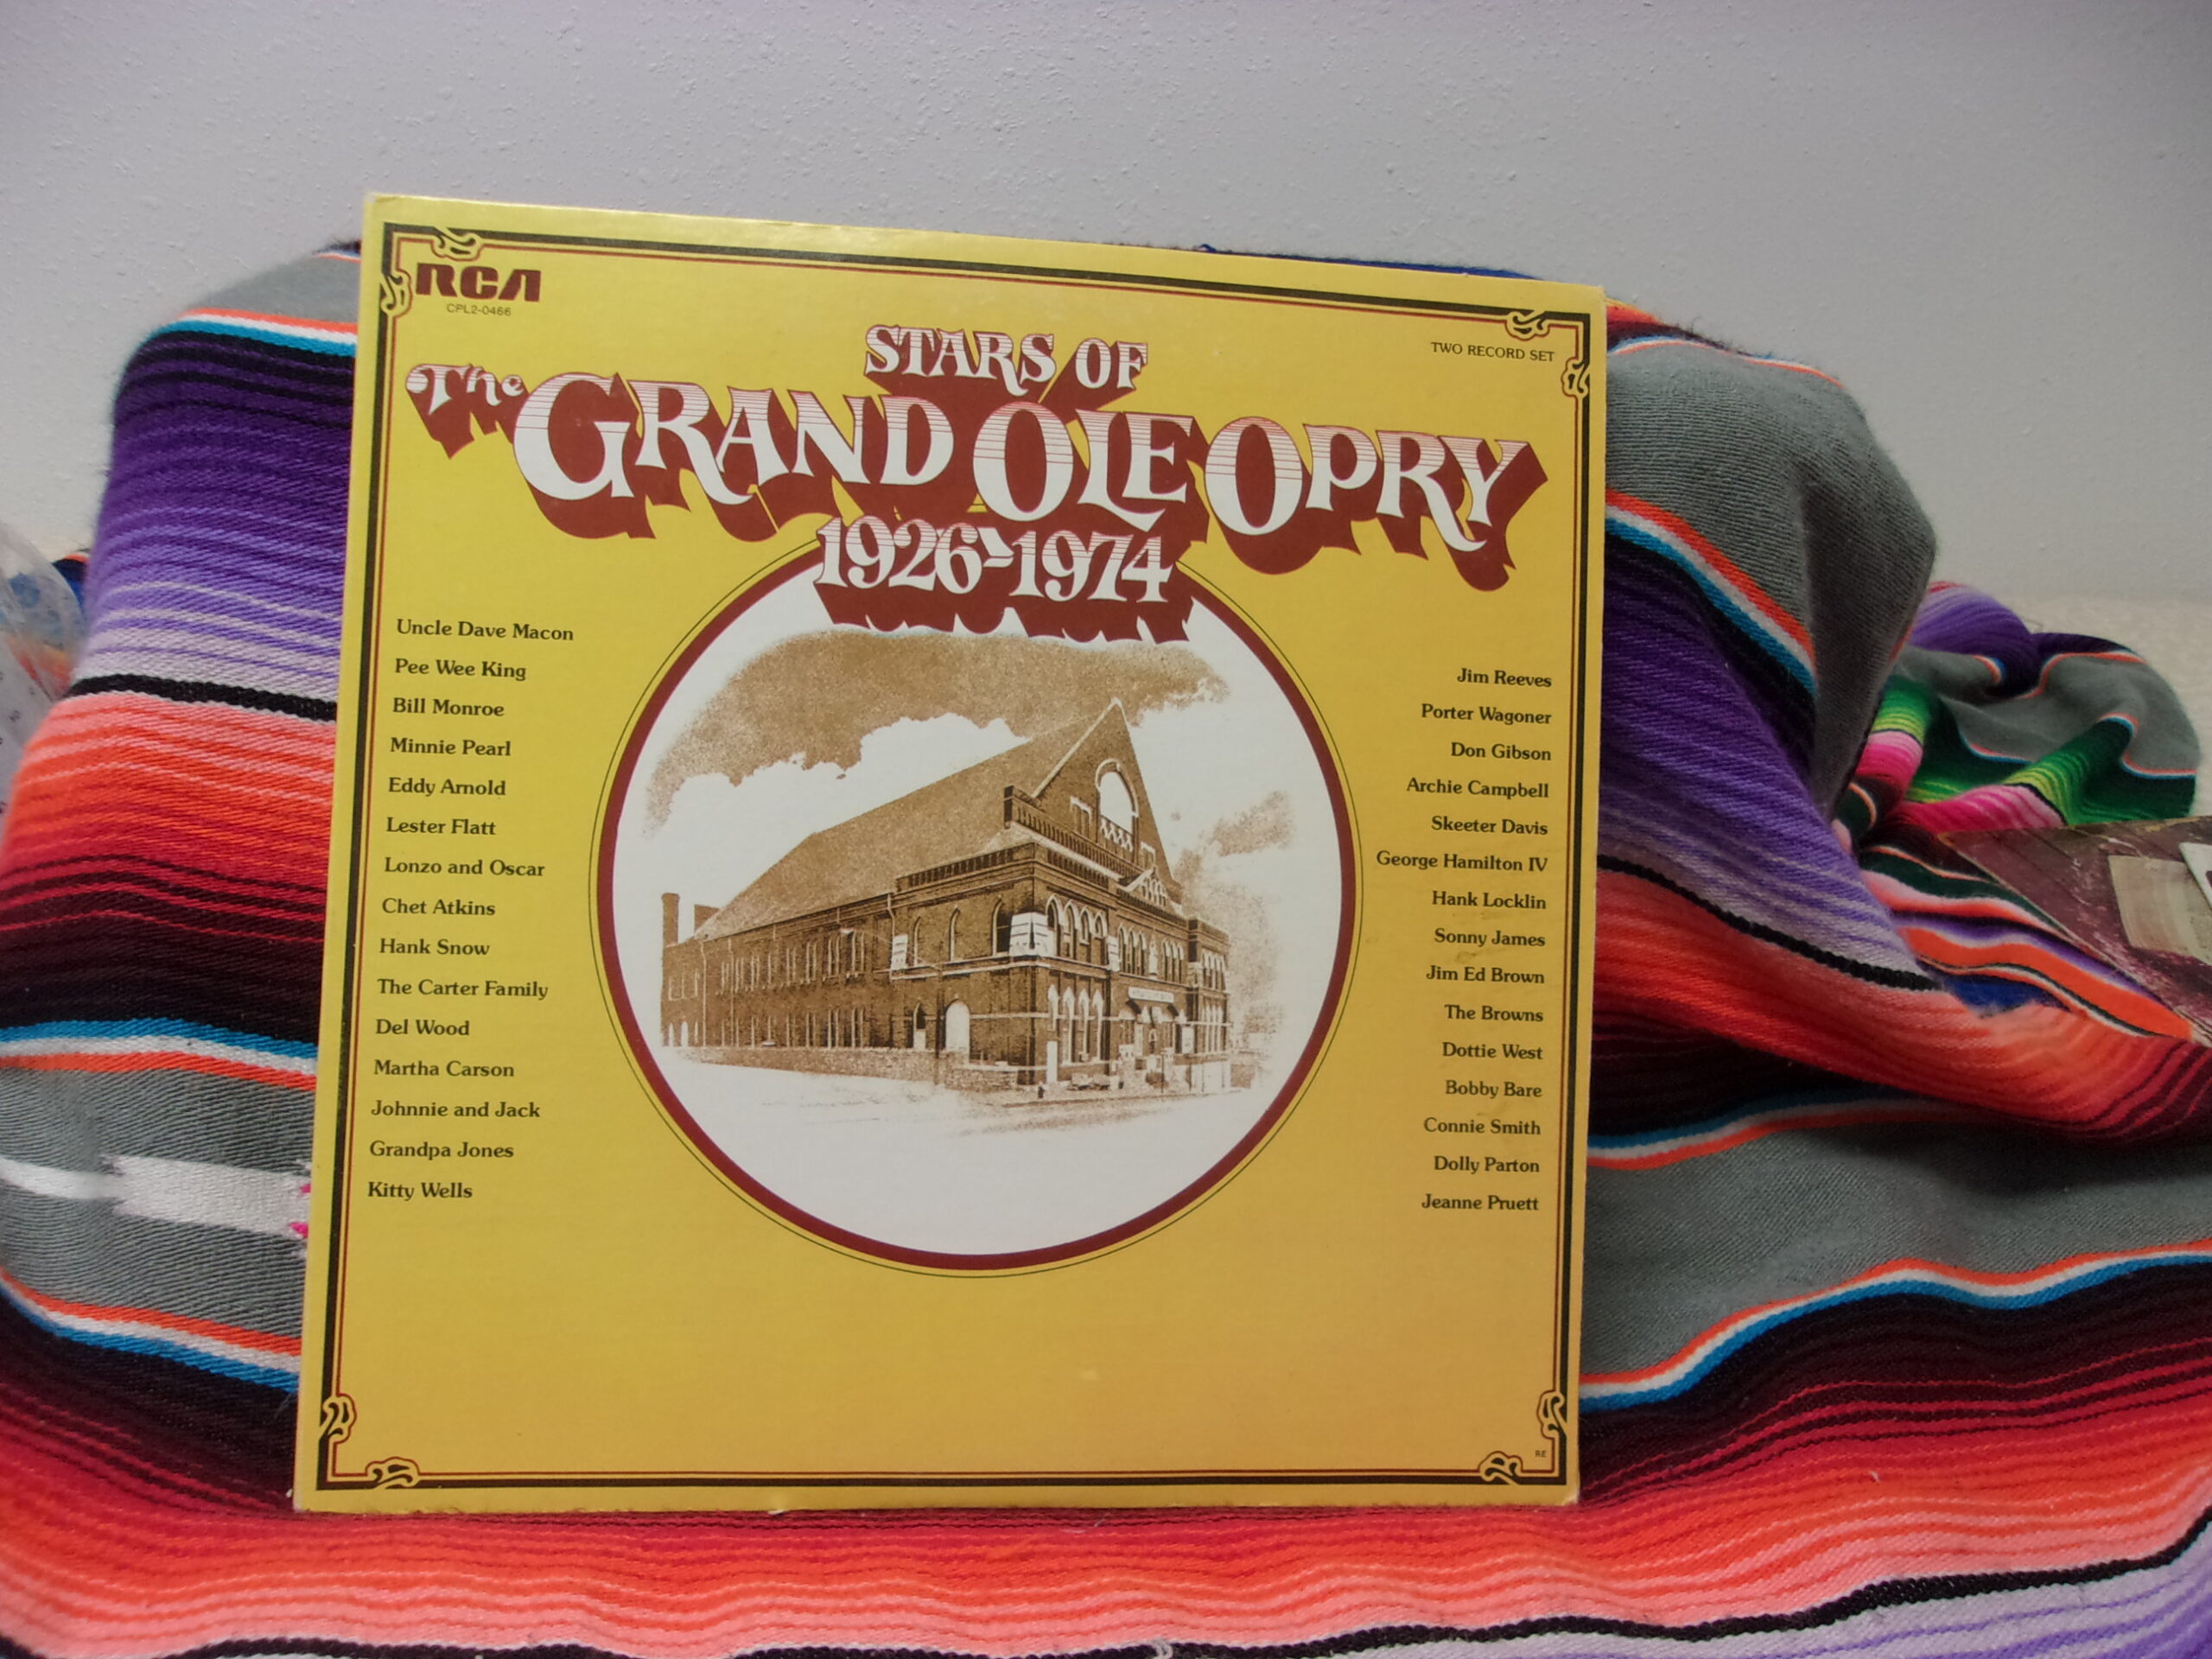 RCA
CPL2-0466
TWO RECORD SET
STARS OF
The GRAND OLE OPRY
1926-1974
Uncle Dave Macon
Pee Wee King
Bill Monroe
Minnie Pearl
Eddy Arnold
Lester Flatt
Lonzo and Oscar
Chet Atkins
Hank Snow
The Carter Family
Del Wood
Martha Carson
Johnnie and Jack
Grandpa Jones
Kitty Wells
Jim Reeves
Porter Wagoner
Don Gibson
Archie Campbell
Skeeter Davis
George Hamilton IV
Hank Locklin
Sonny James
Jim Ed Brown
The Browns
Dottie West
Bobby Bare
Connie Smith
Dolly Parton
Jeanne Pruett
RE